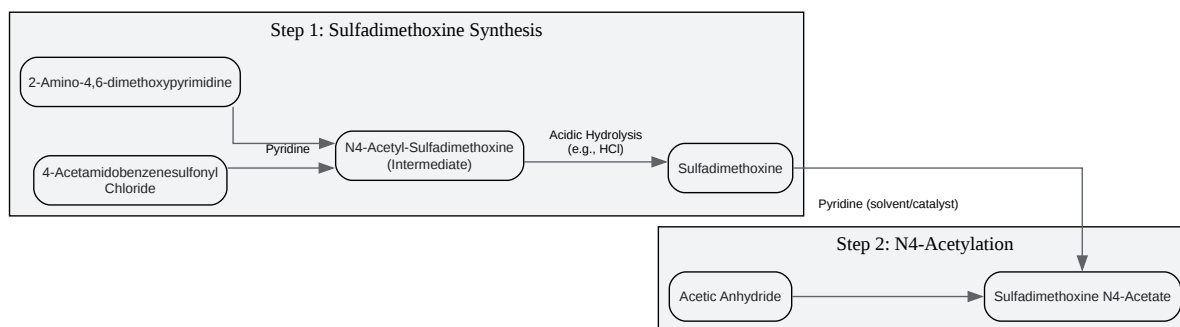 Step 1: Sulfadimethoxine Synthesis
2-Amino-4,6-dimethoxypyrimidine
Pyridine
4-Acetamidobenzenesulfonyl
Chloride
N4-Acetyl-Sulfadimethoxine
(Intermediate)
Acidic Hydrolysis
(e.g., HCl)
Sulfadimethoxine
Pyridine (solvent/catalyst)
Step 2: N4-Acetylation
Acetic Anhydride
Sulfadimethoxine N4-Acetate